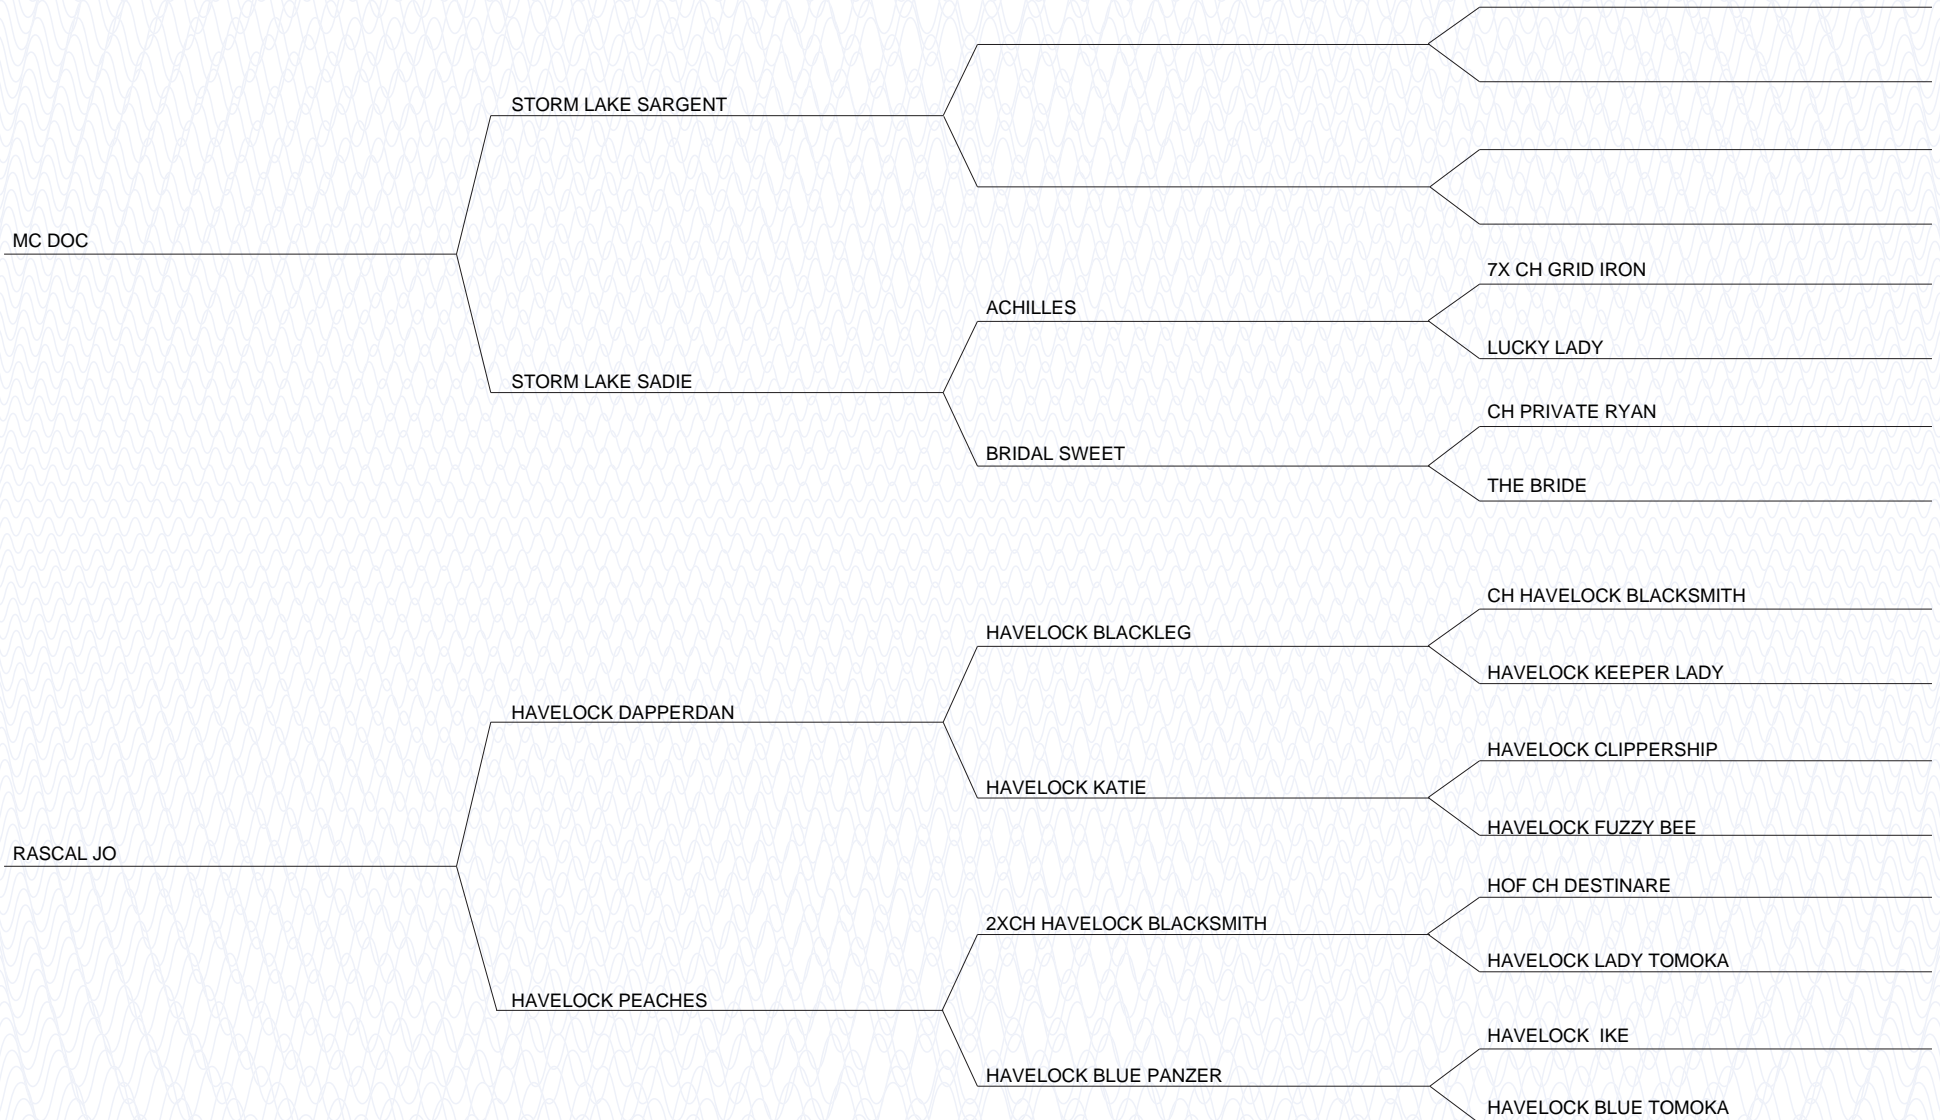 STORM LAKE SARGENT
MC DOC
7X CH GRID IRON
ACHILLES
LUCKY LADY
STORM LAKE SADIE
CH PRIVATE RYAN
BRIDAL SWEET
THE BRIDE
CH HAVELOCK BLACKSMITH
HAVELOCK BLACKLEG
HAVELOCK KEEPER LADY
HAVELOCK DAPPERDAN
HAVELOCK CLIPPERSHIP
HAVELOCK KATIE
HAVELOCK FUZZY BEE
RASCAL JO
HOF CH DESTINARE
2XCH HAVELOCK BLACKSMITH
HAVELOCK LADY TOMOKA
HAVELOCK PEACHES
HAVELOCK  IKE
HAVELOCK BLUE PANZER
HAVELOCK BLUE TOMOKA